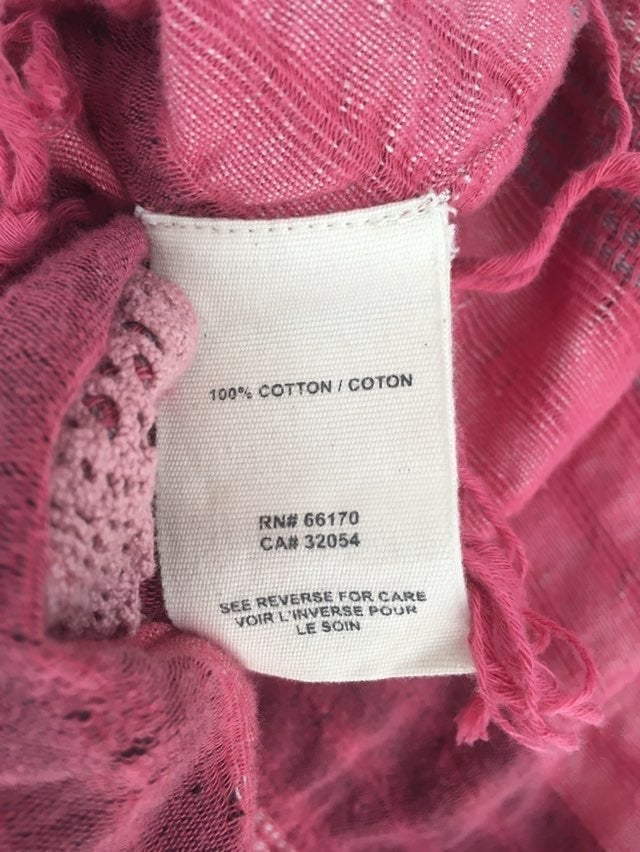 100% COTTON / COTON
RN# 66170
CA# 32054
SEE REVERSE FOR CARE
VOIR L'INVERSE POUR
LE SOIN